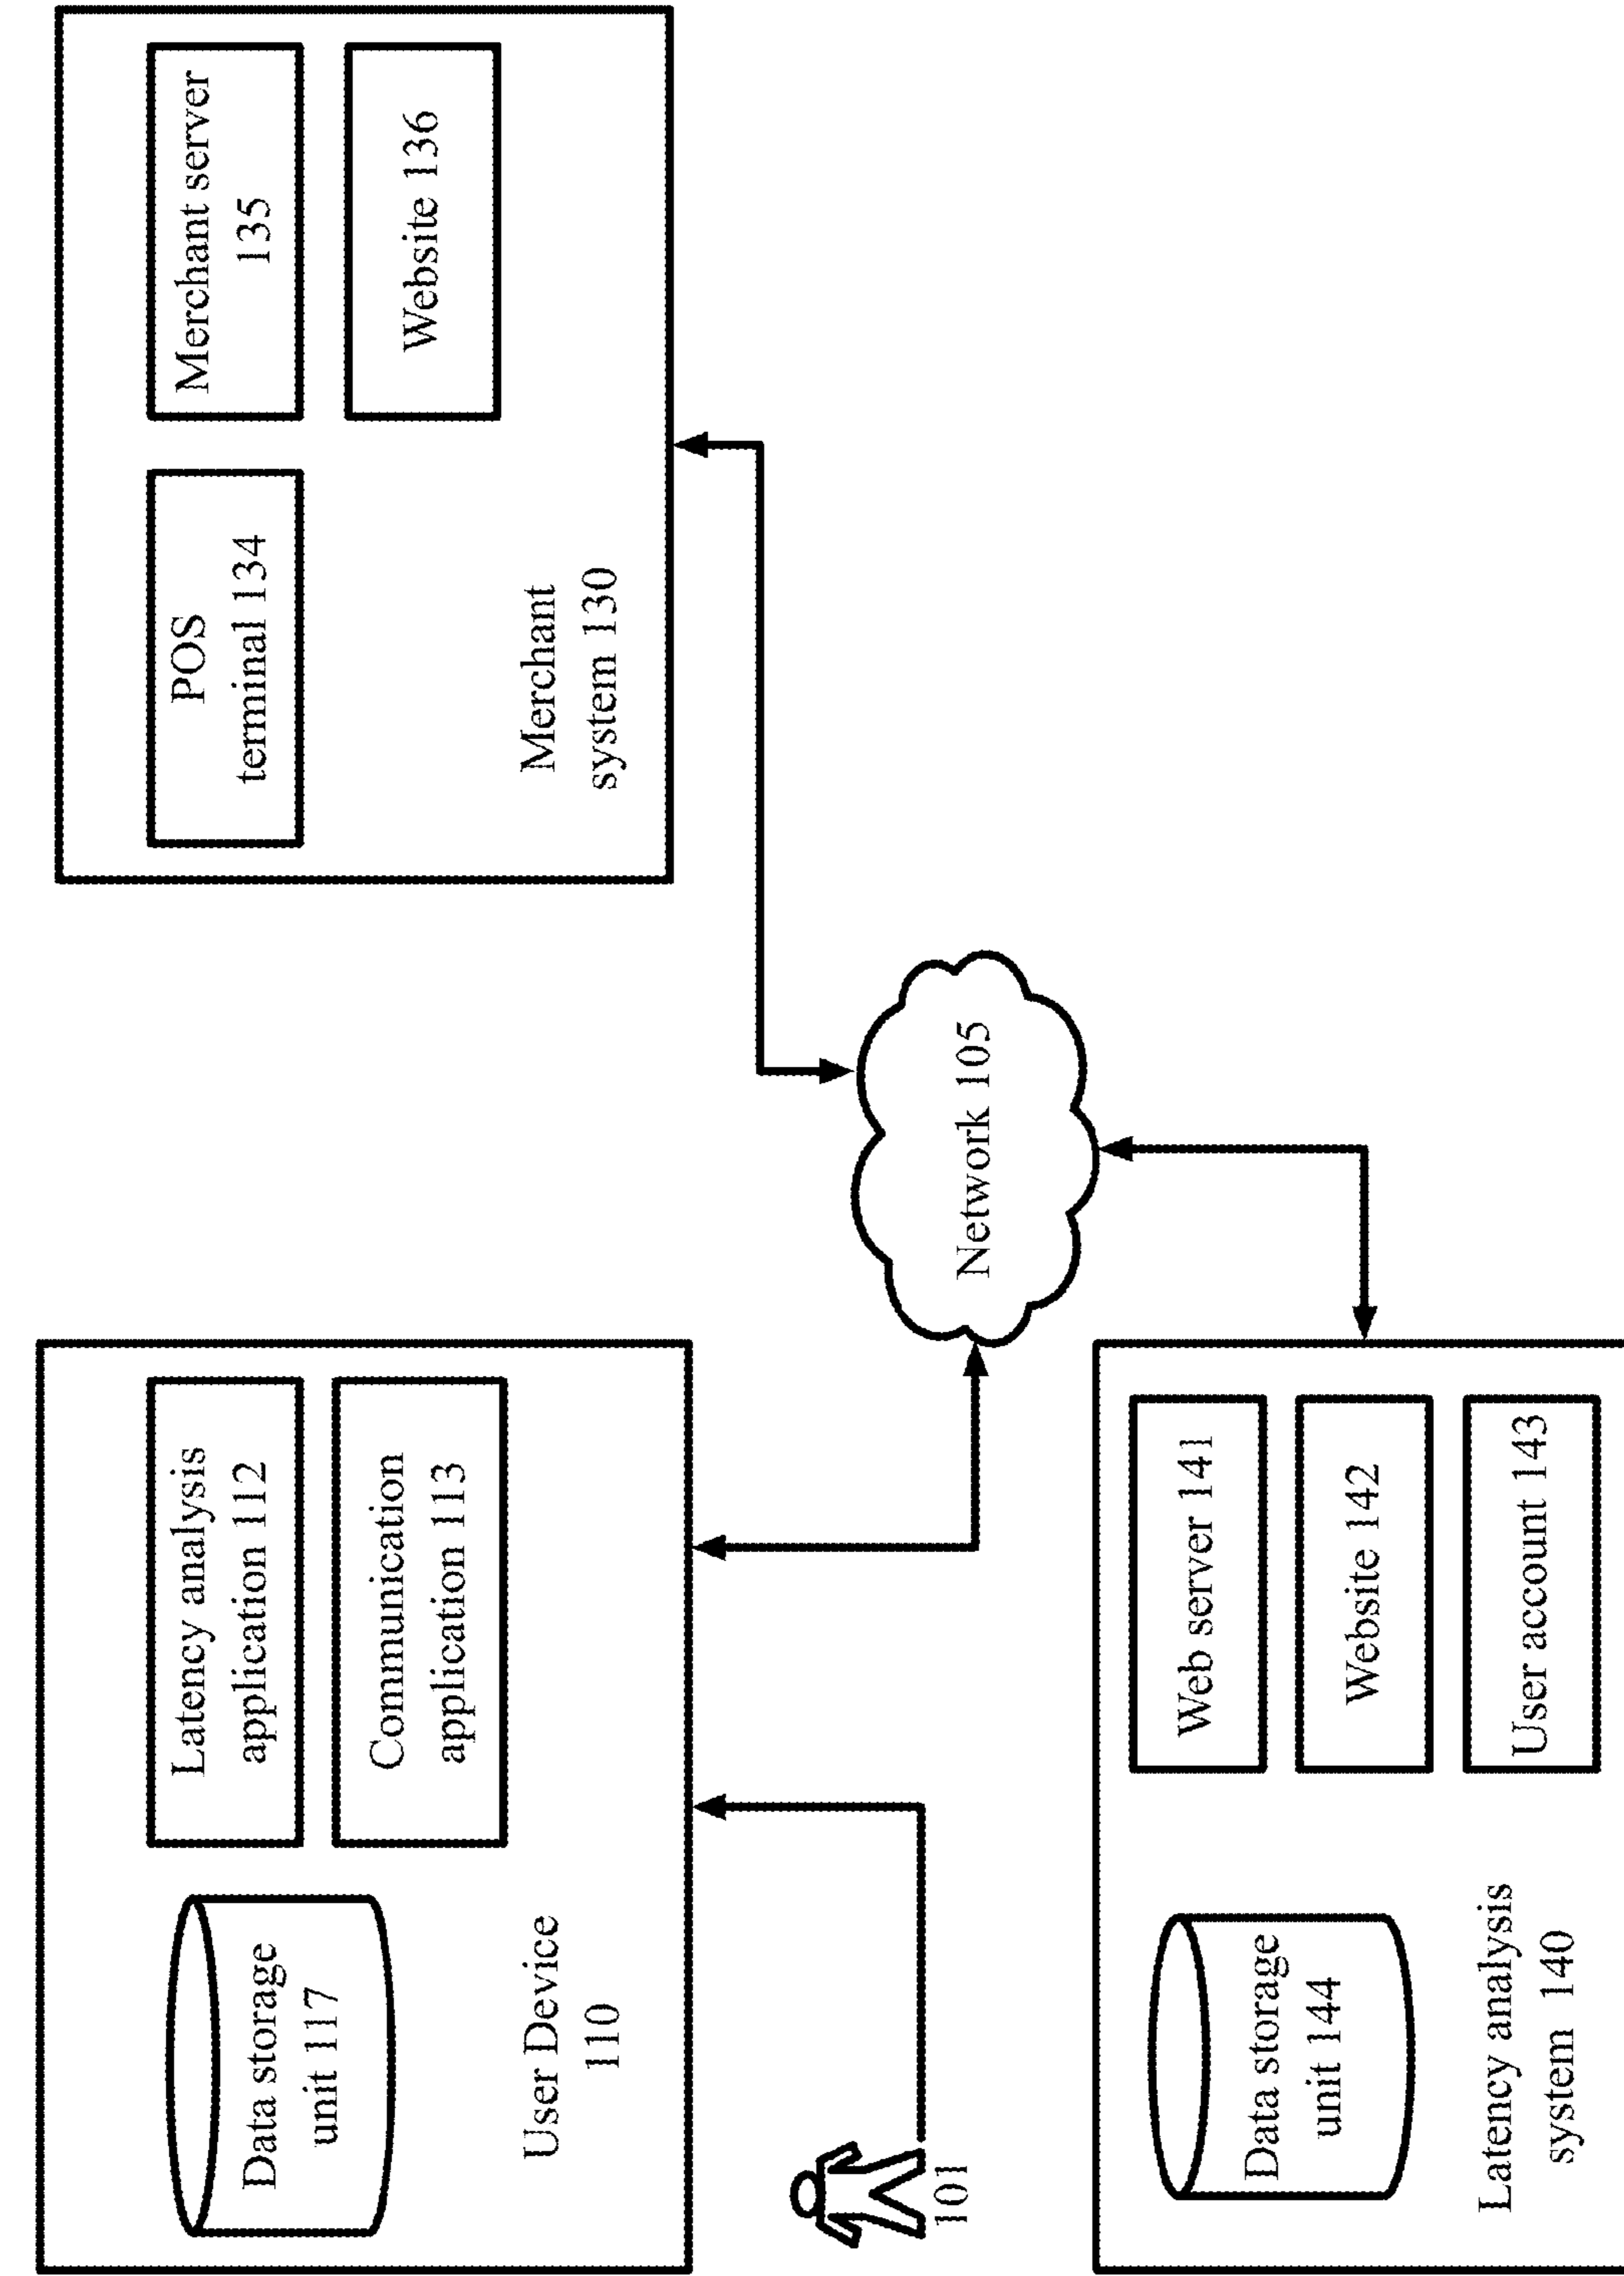 Data storage
unit 117
Latency analysis
application 112
Communication
application 113
User Device
110
POS
terminal 134
Merchant server
135
Website 136
Merchant
system 130
101
Network 105
Data storage
unit 144
Web server 141
Website 142
User account 143
Latency analysis
system 140